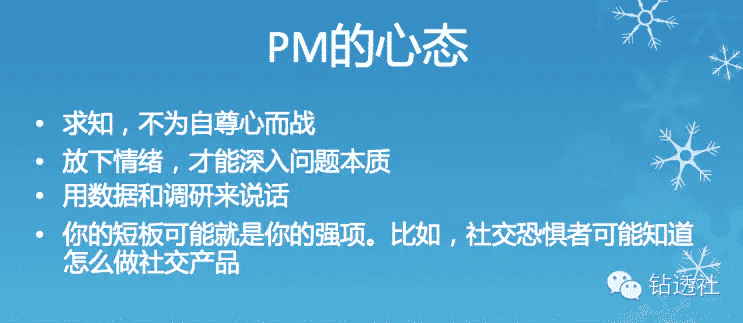 PM的心态
• 求知，不为自尊心而战
• 放下情绪，才能深入问题本质
• 用数据和调研来说话
• 你的短板可能就是你的强项。比如，社交恐惧者可能知道
怎么做社交产品
钻透社